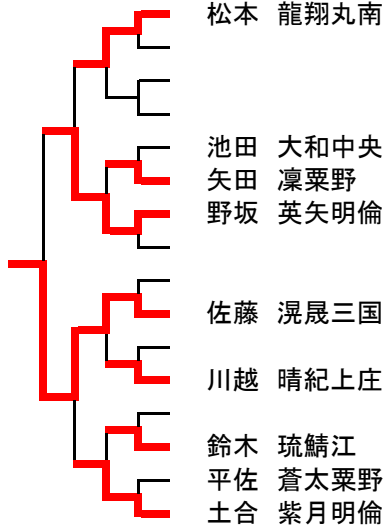 松本 龍翔丸南
池田 大和中央
矢田 凜粟野
野坂 英矢明倫
佐藤 滉晟三国
川越 晴紀上庄
鈴木 琉鯖江
平佐 蒼太粟野
土合 紫月明倫